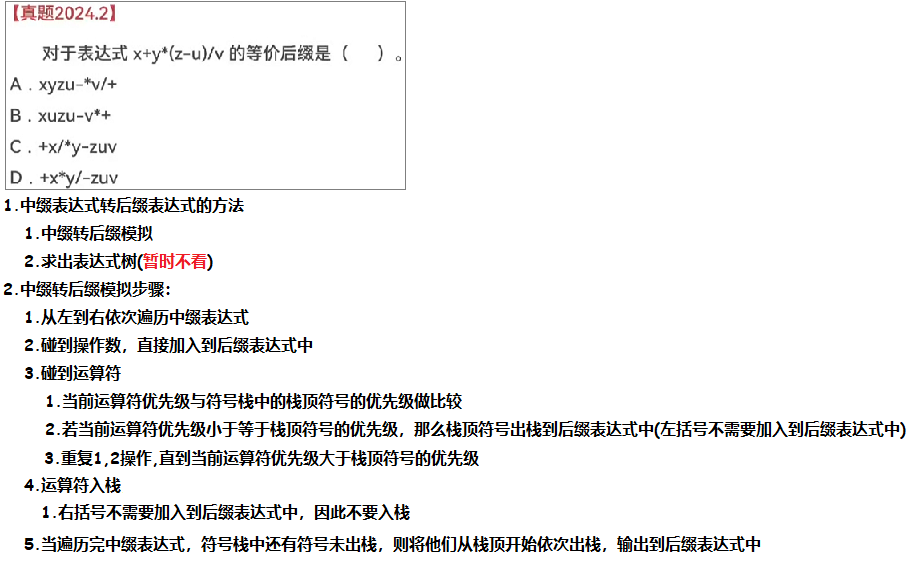 【真题2024.2】
对于表达式 x+y*(z-u)/v 的等价后缀是（ ）。
A．xyzu-*v/+
B．xuzu-v*+
C．+x/*y-zuv
D．+x*y/-zuv
1.中缀表达式转后缀表达式的方法
1.中缀转后缀模拟
2.求出表达式树(暂时不看)
2.中缀转后缀模拟步骤:
1.从左到右依次遍历中缀表达式
2.碰到操作数，直接加入到后缀表达式中
3.碰到运算符
1.当前运算符优先级与符号栈中的栈顶符号的优先级做比较
2.若当前运算符优先级小于等于栈顶符号的优先级，那么栈顶符号出栈到后缀表达式中(左括号不需要加入到后缀表达式中)
3.重复1,2操作,直到当前运算符优先级大于栈顶符号的优先级
4.运算符入栈
1.右括号不需要加入到后缀表达式中，因此不要入栈
5.当遍历完中缀表达式，符号栈中还有符号未出栈，则将他们从栈顶开始依次出栈，输出到后缀表达式中